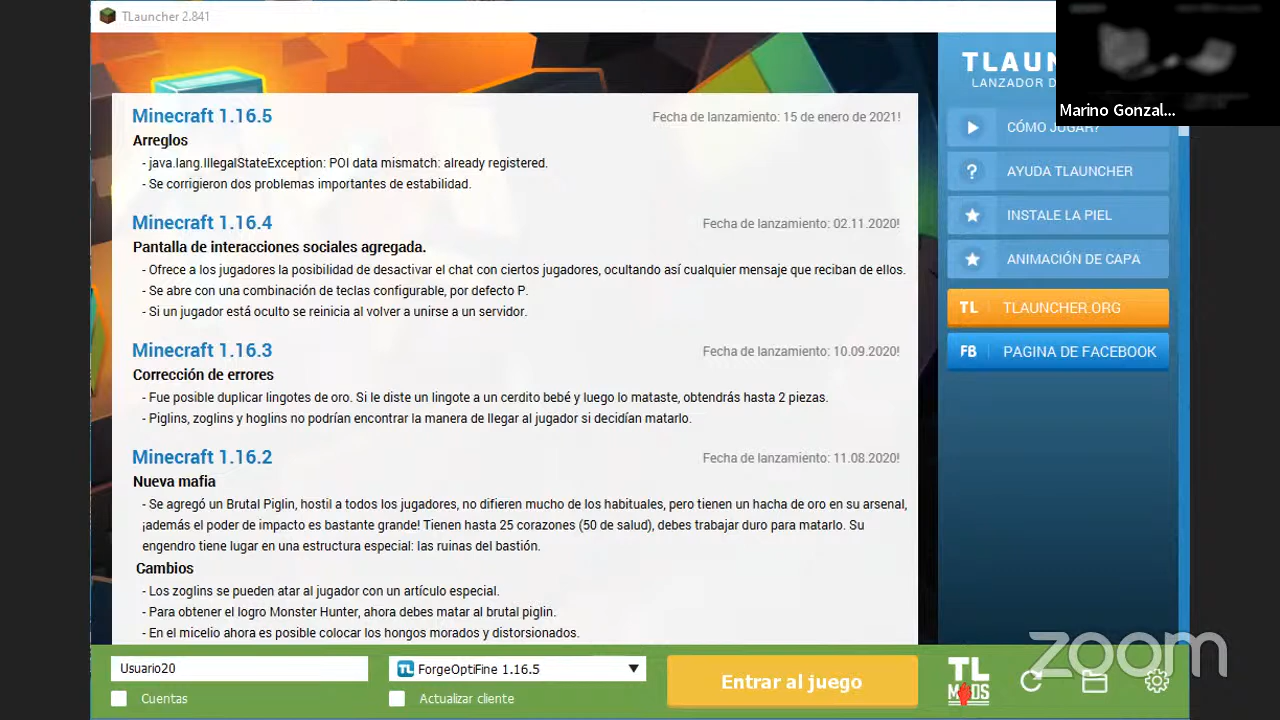 TLauncher 2.841
Minecraft 1.16.5
Fecha de lanzamiento: 15 de enero de 2021!
Arreglos
- java.lang.IllegalStateException: POI data mismatch: already registered.
- Se corrigieron dos problemas importantes de estabilidad.
Minecraft 1.16.4
Fecha de lanzamiento: 02.11.2020!
Pantalla de interacciones sociales agregada.
- Ofrece a los jugadores la posibilidad de desactivar el chat con ciertos jugadores, ocultando así cualquier mensaje que reciban de ellos.
- Se abre con una combinación de teclas configurable, por defecto P.
- Si un jugador está oculto se reinicia al volver a unirse a un servidor.
Minecraft 1.16.3
Fecha de lanzamiento: 10.09.2020!
Corrección de errores
- Fue posible duplicar lingotes de oro. Si le diste un lingote a un cerdito bebé y luego lo mataste, obtendrás hasta 2 piezas.
- Piglins, zoglins y hoglins no podrían encontrar la manera de llegar al jugador si decidían matarlo.
Minecraft 1.16.2
Fecha de lanzamiento: 11.08.2020!
Nueva mafia
- Se agregó un Brutal Piglin, hostil a todos los jugadores, no difieren mucho de los habituales, pero tienen un hacha de oro en su arsenal,
¡además el poder de impacto es bastante grande! Tienen hasta 25 corazones (50 de salud), debes trabajar duro para matarlo. Su
engendro tiene lugar en una estructura especial: las ruinas del bastión.
Cambios
- Los zoglins se pueden atar al jugador con un artículo especial.
- Para obtener el logro Monster Hunter, ahora debes matar al brutal piglin.
- En el micelio ahora es posible colocar los hongos morados y distorsionados.
TLAUN
LANZADOR D
Marino Gonzal...
CÓMO JUGAR?
? AYUDA TLAUNCHER
INSTALE LA PIEL
ANIMACIÓN DE CAPA
TL TLAUNCHER.ORG
FB PAGINA DE FACEBOOK
Usuario20
TL ForgeOptiFine 1.16.5
Entrar al juego
Cuentas
Actualizar cliente
TL
MODS
zoom